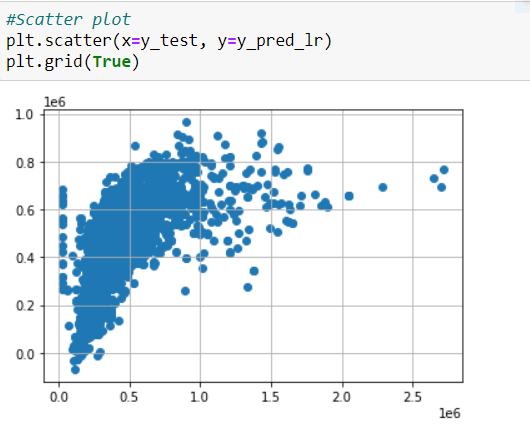 #Scatter plot
plt.scatter(x=y_test, y=y_pred_lr)
plt.grid(True)
1e6
1.0
0.8
0.6
0.4
0.2
0.0
0.0 0.5 1.0 1.5 2.0 2.5
1e6